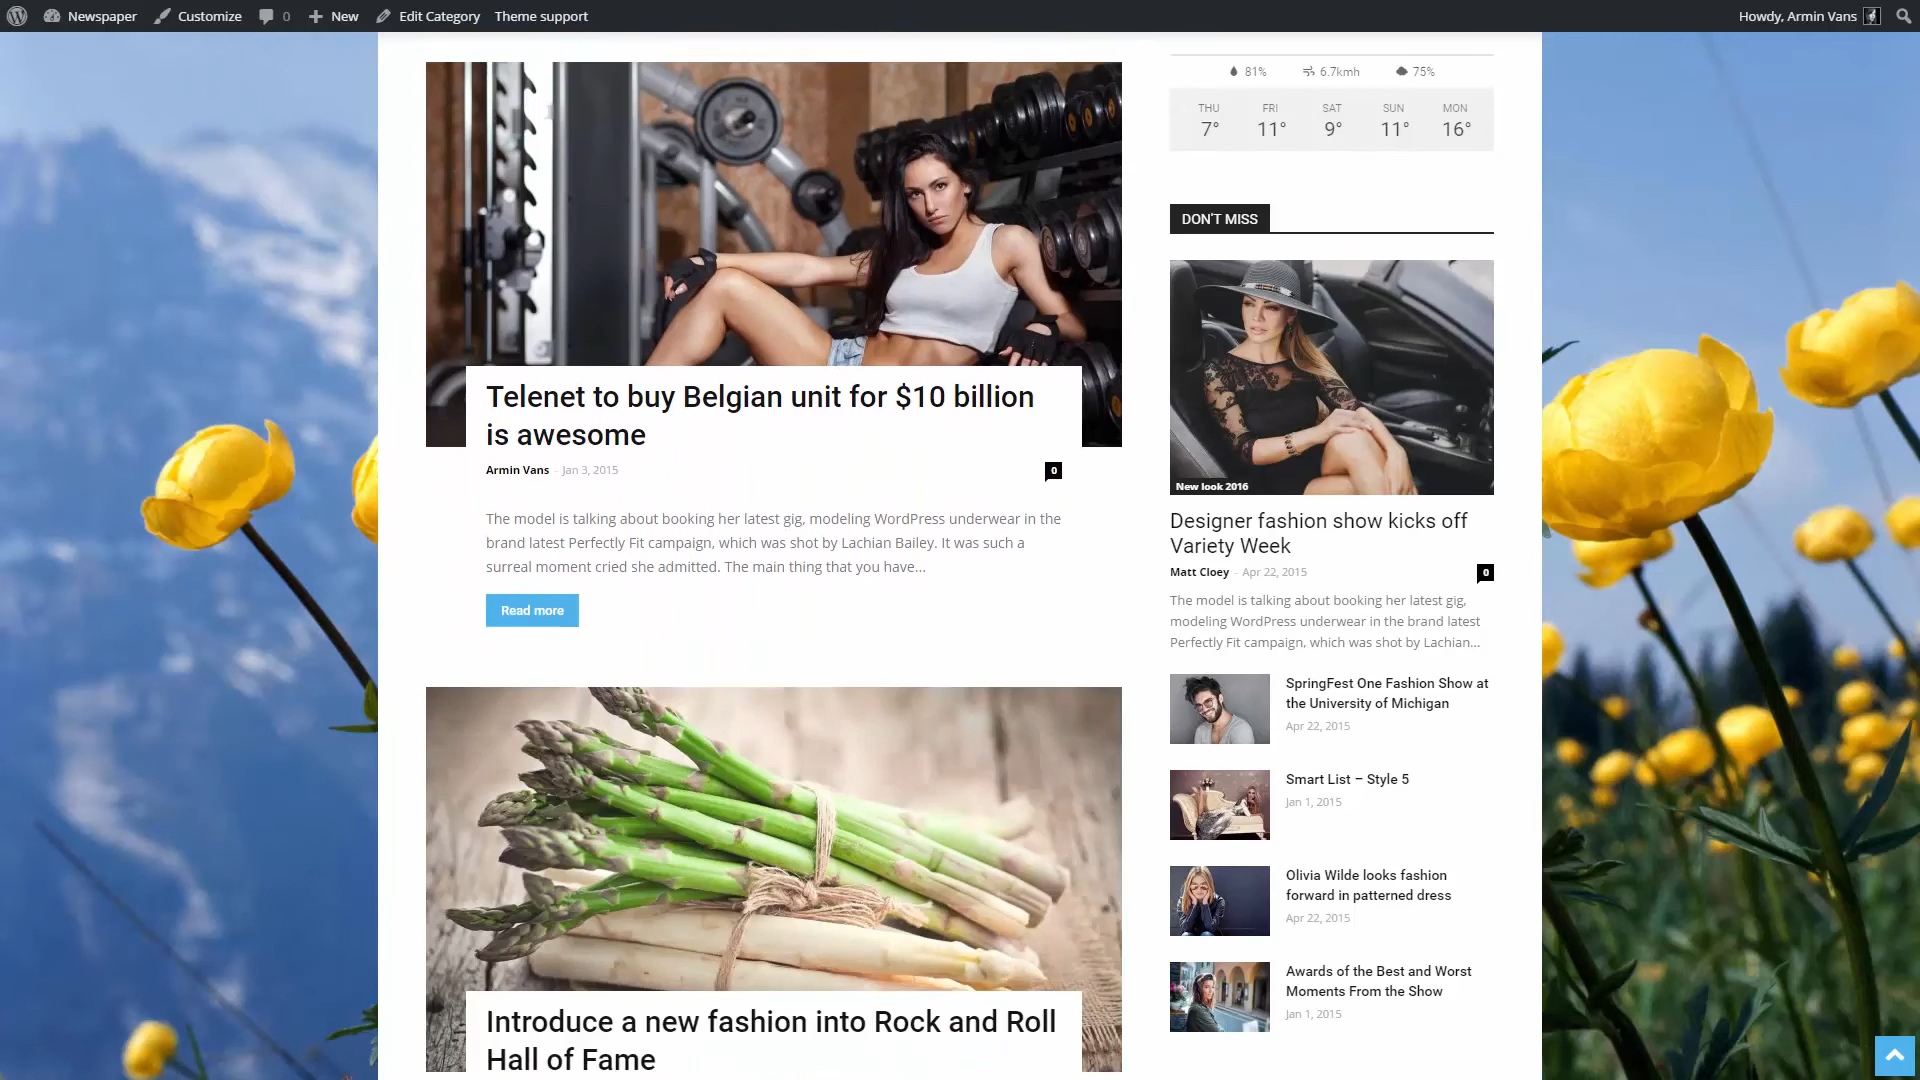 Newspaper Customize 0 New Edit Category Theme support Howdy, Armin Vans
81% 6.7kmh 75%
THU FRI SAT SUN MON
7° 11° 9° 11° 16°
DON'T MISS
Telenet to buy Belgian unit for $10 billion
is awesome
Armin Vans - Jan 3, 2015 0
The model is talking about booking her latest gig, modeling WordPress underwear in the
brand latest Perfectly Fit campaign, which was shot by Lachian Bailey. It was such a
surreal moment cried she admitted. The main thing that you have...
Read more
Introduce a new fashion into Rock and Roll
Hall of Fame
New look 2016
Designer fashion show kicks off
Variety Week
Matt Cloey - Apr 22, 2015 0
The model is talking about booking her latest gig,
modeling WordPress underwear in the brand latest
Perfectly Fit campaign, which was shot by Lachian...
SpringFest One Fashion Show at
the University of Michigan
Apr 22, 2015
Smart List – Style 5
Jan 1, 2015
Olivia Wilde looks fashion
forward in patterned dress
Apr 22, 2015
Awards of the Best and Worst
Moments From the Show
Jan 1, 2015